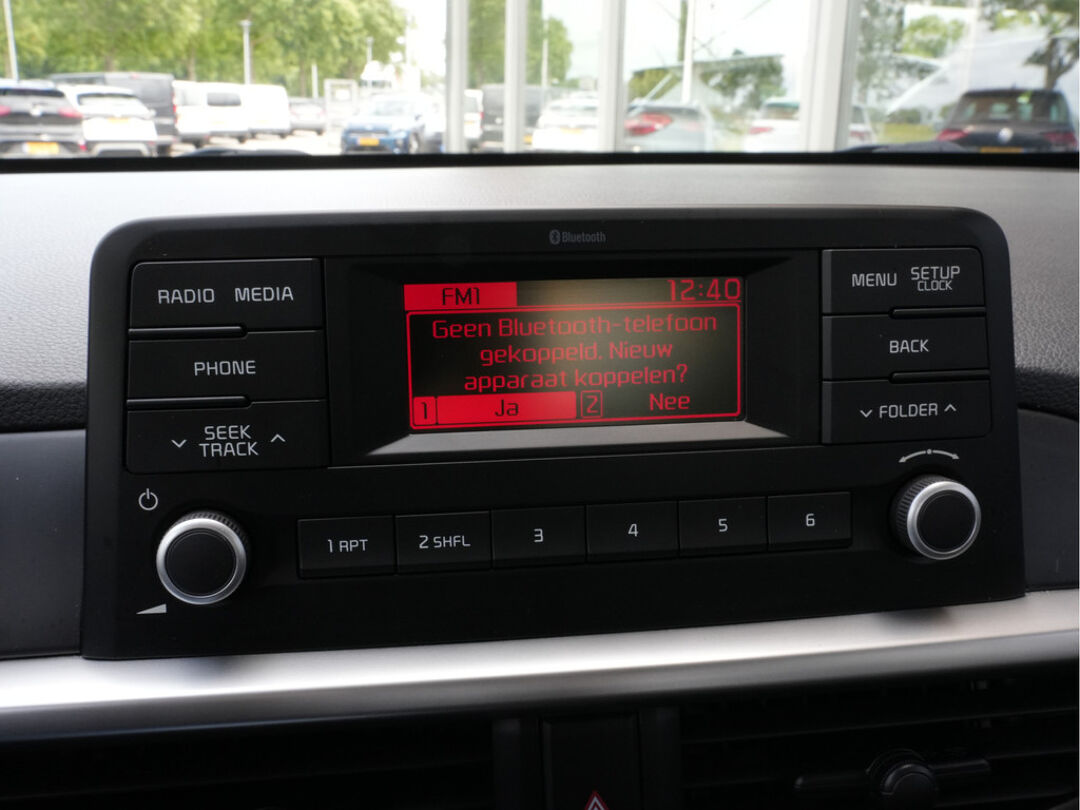 Bluetooth
RADIO MEDIA
PHONE
SEEK
TRACK
FM1 12:40
Geen Bluetooth-telefoon
gekoppeld. Nieuw
apparaat koppelen?
1 Ja 2 Nee
MENU SETUP
CLOCK
BACK
FOLDER
1 RPT 2 SHFL 3 4 5 6